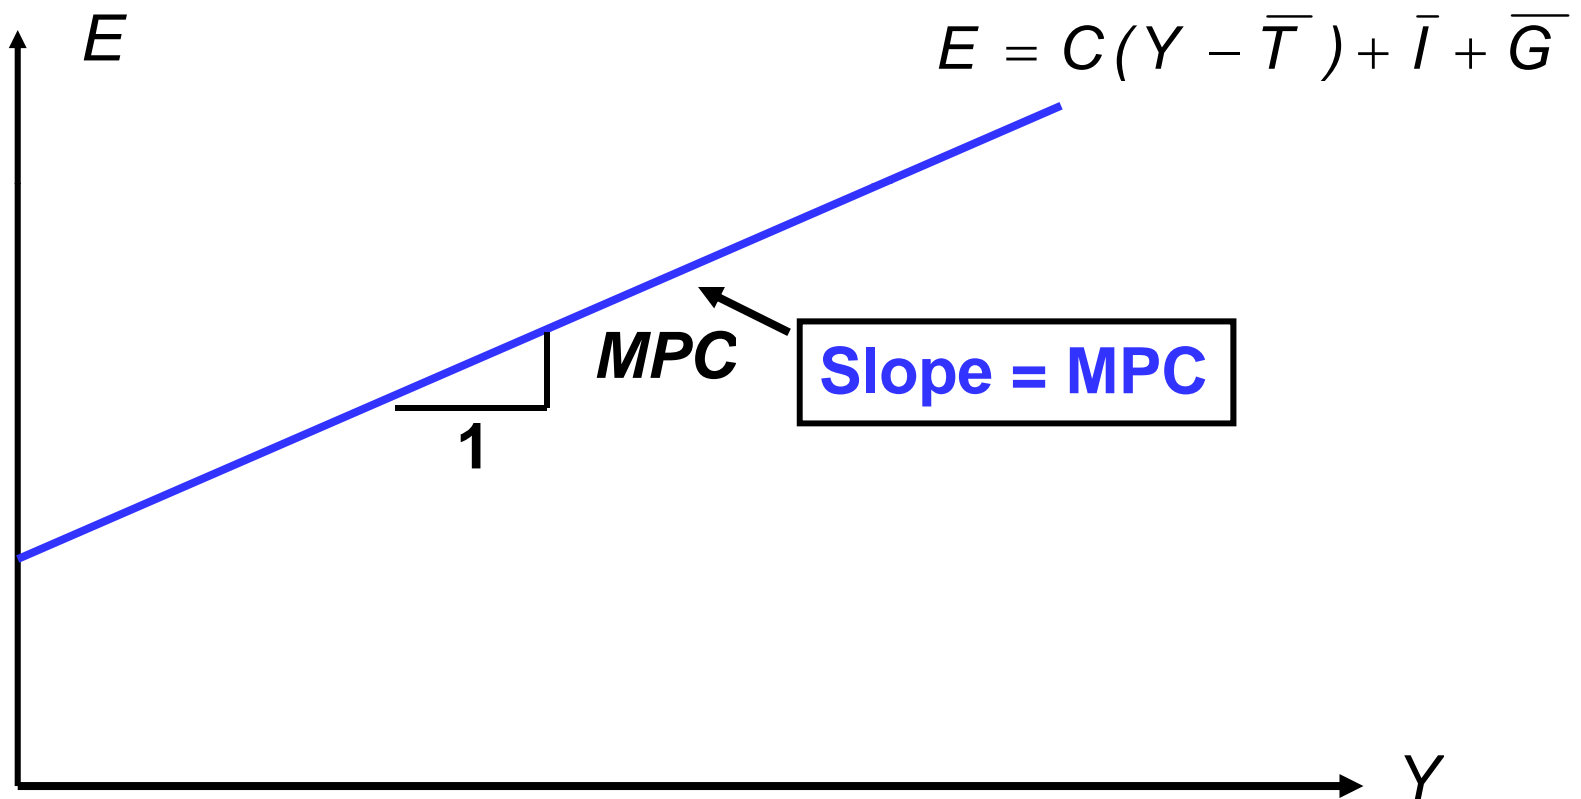 E
E = C(Y − T̅) + I̅ + G̅
MPC
Slope = MPC
1
Y